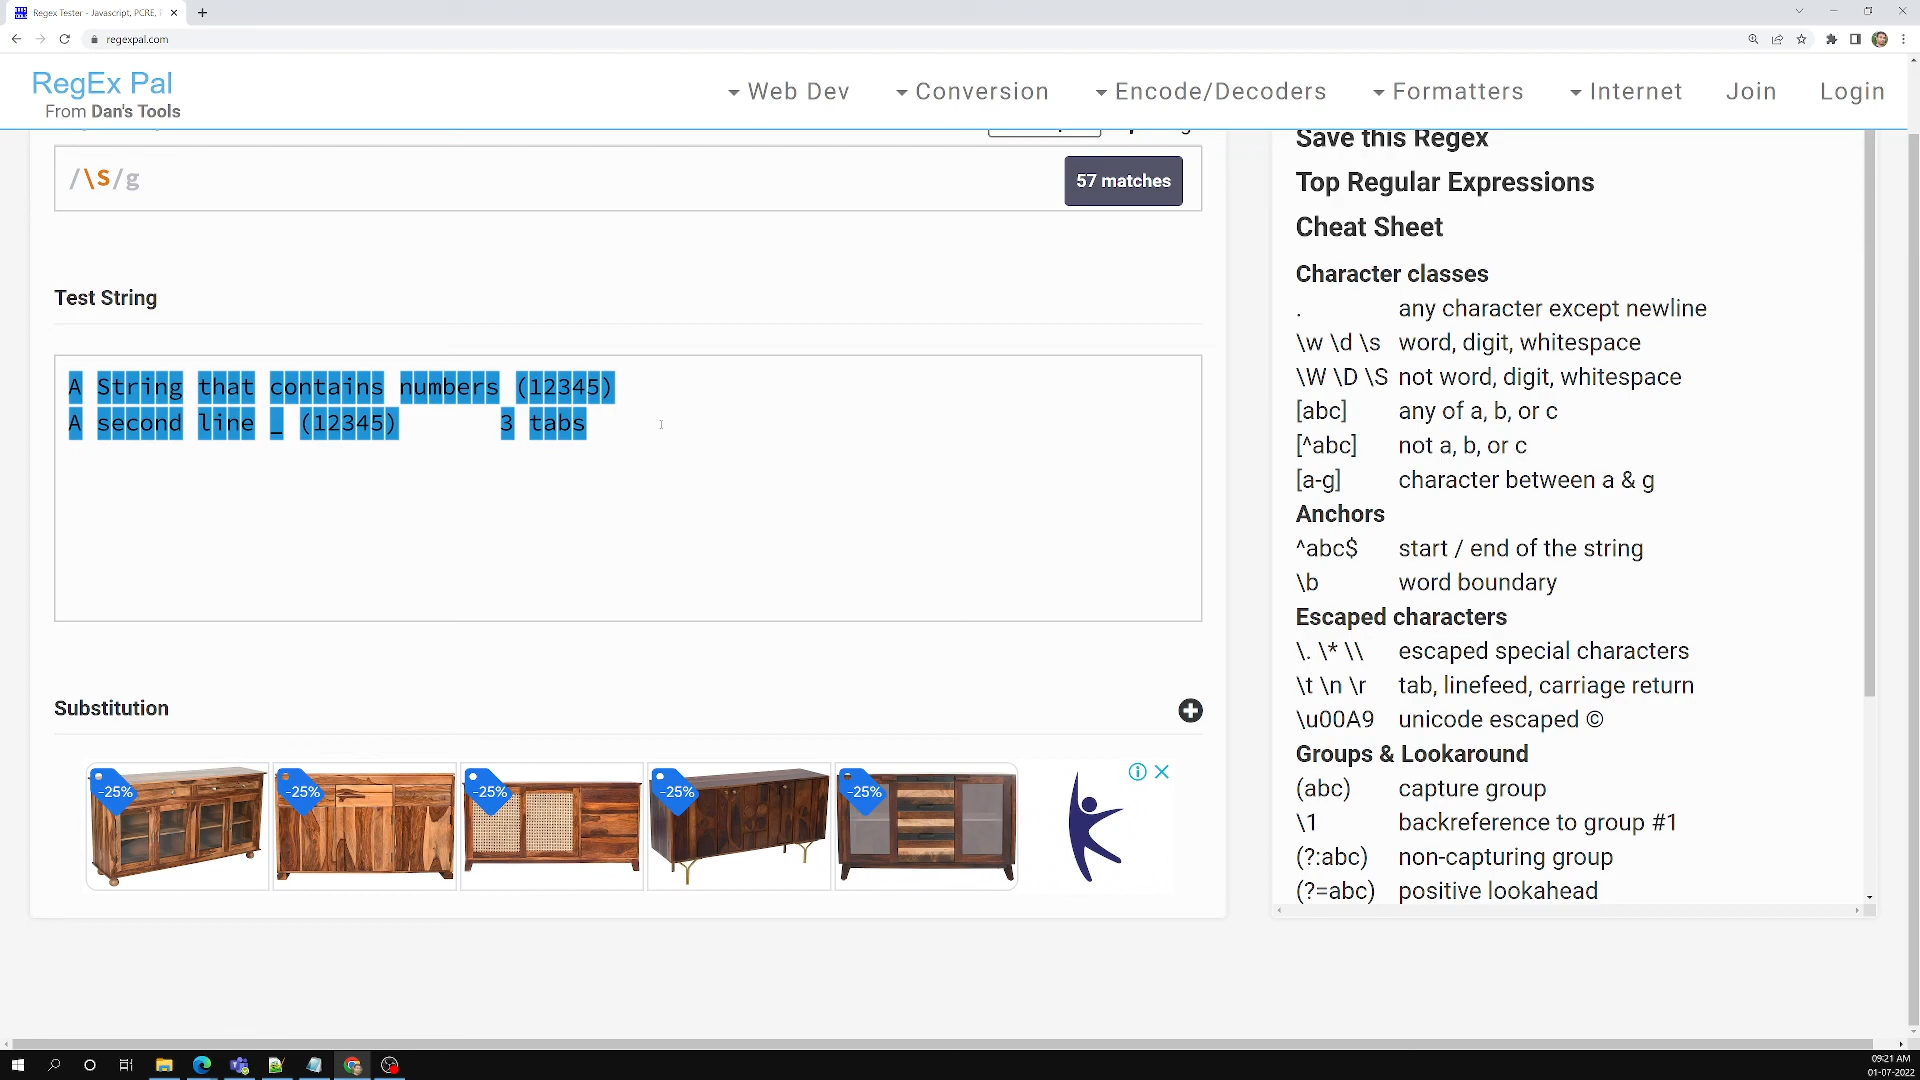 Regex Tester - Javascript, PCRE, P
regexpal.com
RegEx Pal
From Dan's Tools
Web Dev
Conversion
Encode/Decoders
Formatters
Internet
Join
Login
/\S/g
57 matches
Test String
A String that contains numbers (12345)
A second line _ (12345) 3 tabs
Substitution
-25%
-25%
-25%
-25%
-25%
Save this Regex
Top Regular Expressions
Cheat Sheet
Character classes
. any character except newline
\w \d \s word, digit, whitespace
\W \D \S not word, digit, whitespace
[abc] any of a, b, or c
[^abc] not a, b, or c
[a-g] character between a & g
Anchors
^abc$ start / end of the string
\b word boundary
Escaped characters
\. \* \\ escaped special characters
\t \n \r tab, linefeed, carriage return
\u00A9 unicode escaped ©
Groups & Lookaround
(abc) capture group
\1 backreference to group #1
(?:abc) non-capturing group
(?=abc) positive lookahead
09:21 AM
01-07-2022